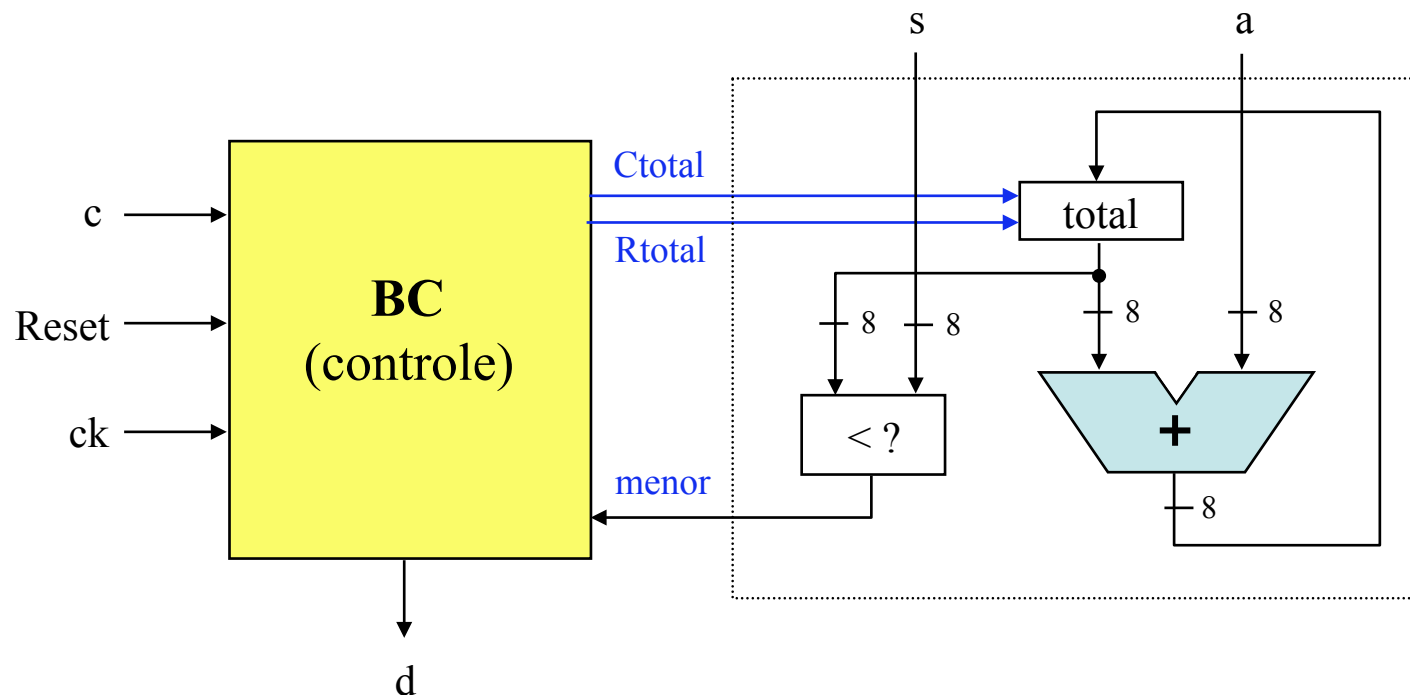 s
a
Ctotal
c
total
Rtotal
BC
(controle)
Reset
8
8
8
8
ck
< ?
+
menor
8
d